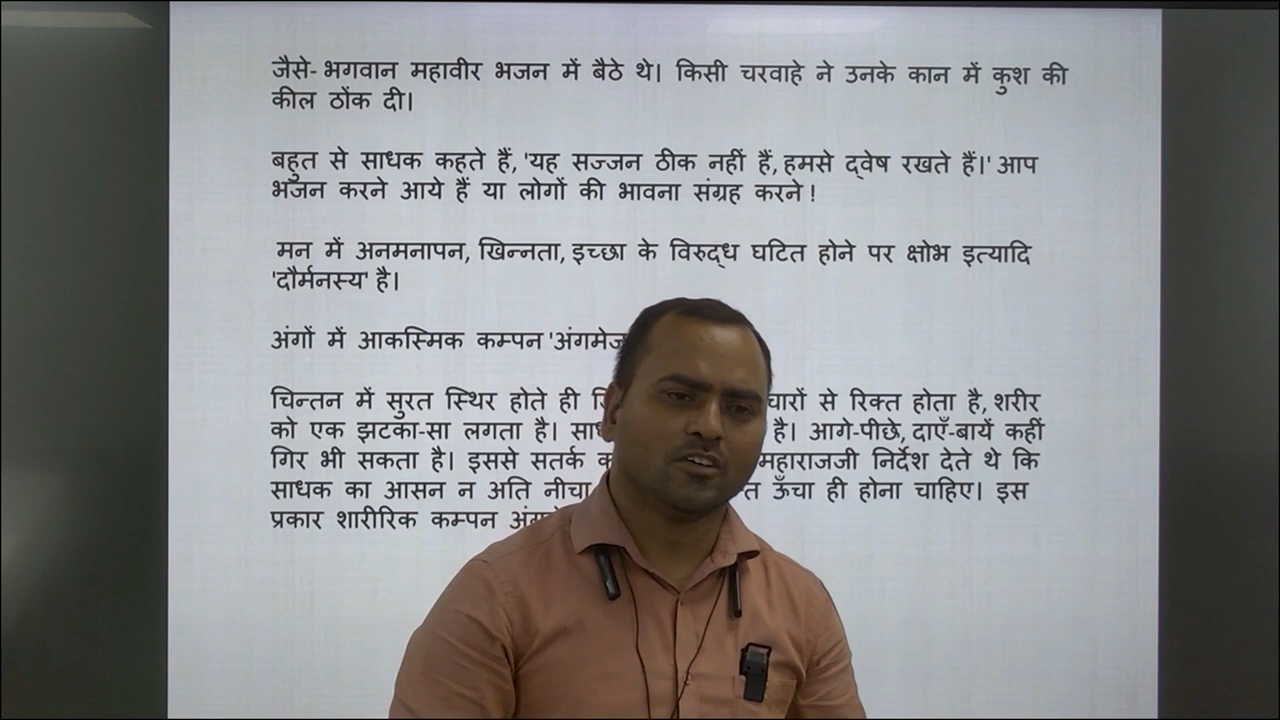 जैसे- भगवान महावीर भजन में बैठे थे। किसी चरवाहे ने उनके कान में कुश की
कील ठोंक दी।
बहुत से साधक कहते हैं, 'यह सज्जन ठीक नहीं हैं, हमसे द्वेष रखते हैं।' आप
भजन करने आये हैं या लोगों की भावना संग्रह करने !
मन में अनमनापन, खिन्नता, इच्छा के विरुद्ध घटित होने पर क्षोभ इत्यादि
'दौर्मनस्य' है।
अंगों में आकस्मिक कम्पन
चिन्तन में सुरत स्थिर होते ही से रिक्त होता है, शरीर
को एक झटका-सा लगता है। है। आगे-पीछे, दाएँ-बायें कहीं
गिर भी सकता है। इससे सतर्क महाराजजी निर्देश देते थे कि
साधक का आसन न अति नीचा ऊँचा ही होना चाहिए। इस
प्रकार शारीरिक कम्पन